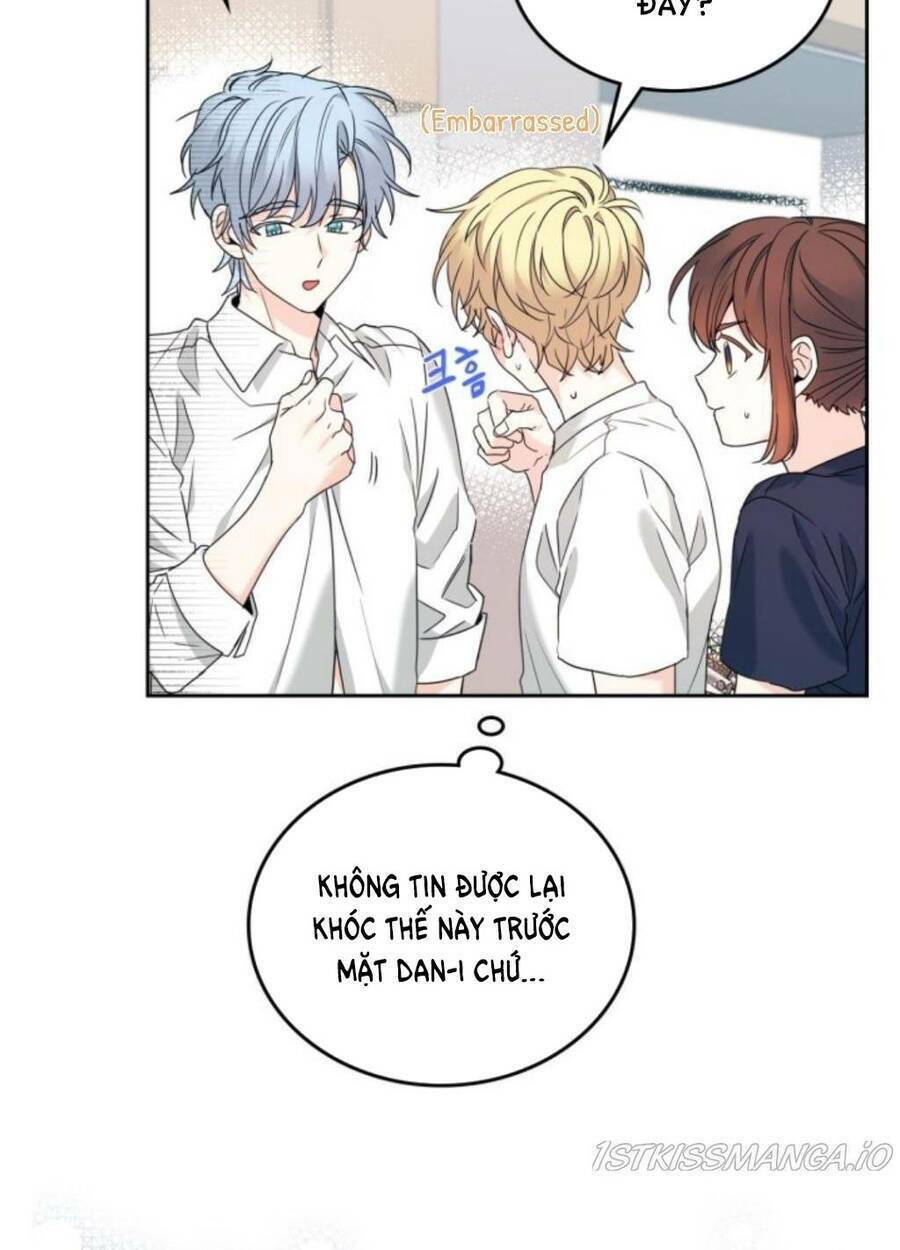 ĐÂY?
(Embarrassed)
크흠
KHÔNG TIN ĐƯỢC LẠI
KHÓC THẾ NÀY TRƯỚC
MẶT DAN-I CHỨ...
1STKISSMANGA.IO